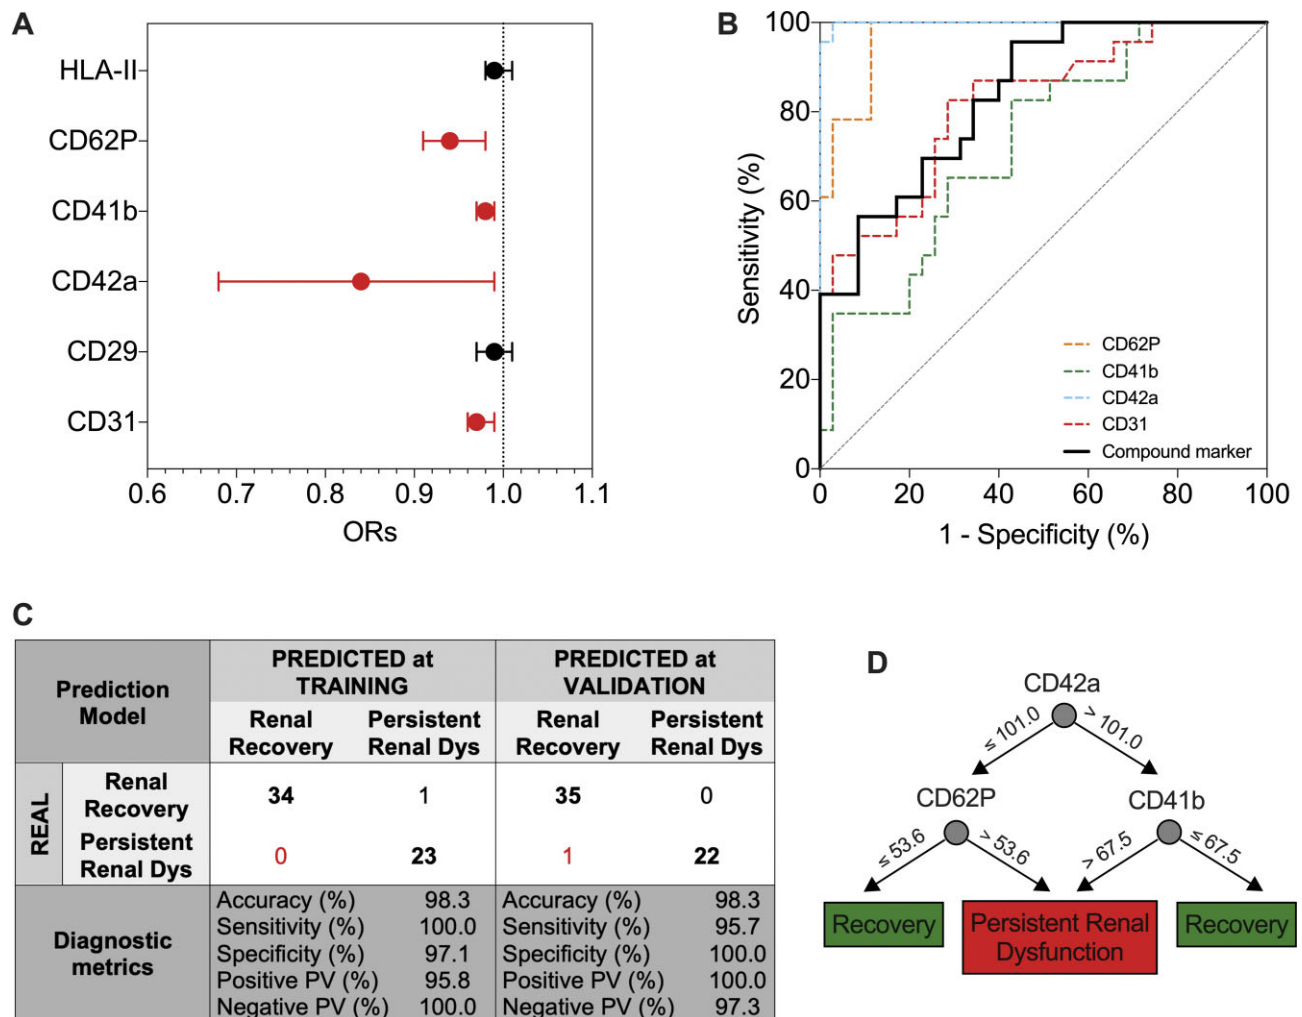 A
HLA-II
CD62P
CD41b
CD42a
CD29
CD31
0.6 0.7 0.8 0.9 1.0 1.1
ORs
B
100
80
60
40
20
0
Sensitivity (%)
CD62P
CD41b
CD42a
CD31
Compound marker
0 20 40 60 80 100
1 - Specificity (%)
C
Prediction Model
PREDICTED at TRAINING
PREDICTED at VALIDATION
Renal Recovery
Persistent Renal Dys
Renal Recovery
Persistent Renal Dys
REAL
Renal Recovery
34 1 35 0
Persistent Renal Dys
0 23 1 22
Diagnostic metrics
Accuracy (%) 98.3 Accuracy (%) 98.3
Sensitivity (%) 100.0 Sensitivity (%) 95.7
Specificity (%) 97.1 Specificity (%) 100.0
Positive PV (%) 95.8 Positive PV (%) 100.0
Negative PV (%) 100.0 Negative PV (%) 97.3
D
CD42a
≤ 101.0 > 101.0
CD62P CD41b
≤ 53.6 > 53.6 > 67.5 ≤ 67.5
Recovery
Persistent Renal
Dysfunction
Recovery